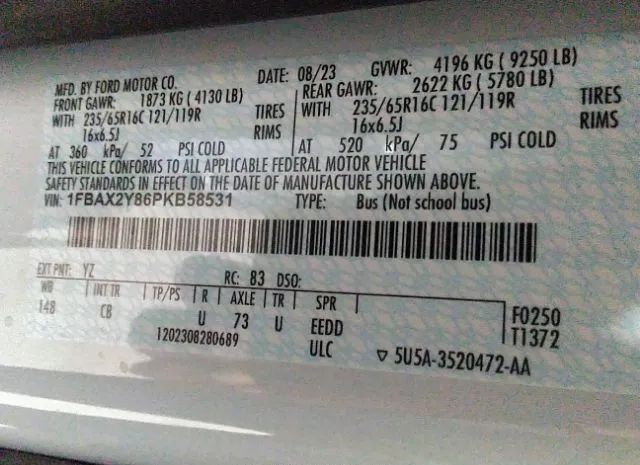 MFD. BY FORD MOTOR CO. DATE: 08/23 GVWR: 4196 KG ( 9250 LB)
FRONT GAWR: 1873 KG ( 4130 LB) REAR GAWR: 2622 KG ( 5780 LB)
WITH 235/65R16C 121/119R TIRES WITH 235/65R16C 121/119R TIRES
16x6.5J RIMS 16x6.5J RIMS
AT 360 kPa/ 52 PSI COLD AT 520 kPa/ 75 PSI COLD
THIS VEHICLE CONFORMS TO ALL APPLICABLE FEDERAL MOTOR VEHICLE
SAFETY STANDARDS IN EFFECT ON THE DATE OF MANUFACTURE SHOWN ABOVE.
VIN: 1FBAX2Y86PKB58531 TYPE: Bus (Not school bus)
EXT PNT: YZ RC: 83 DSO:
WB INT TR TP/PS R AXLE TR SPR F0250
148 CB U 73 U EEDD T1372
1202308280689 ULC ▽ 5U5A-3520472-AA